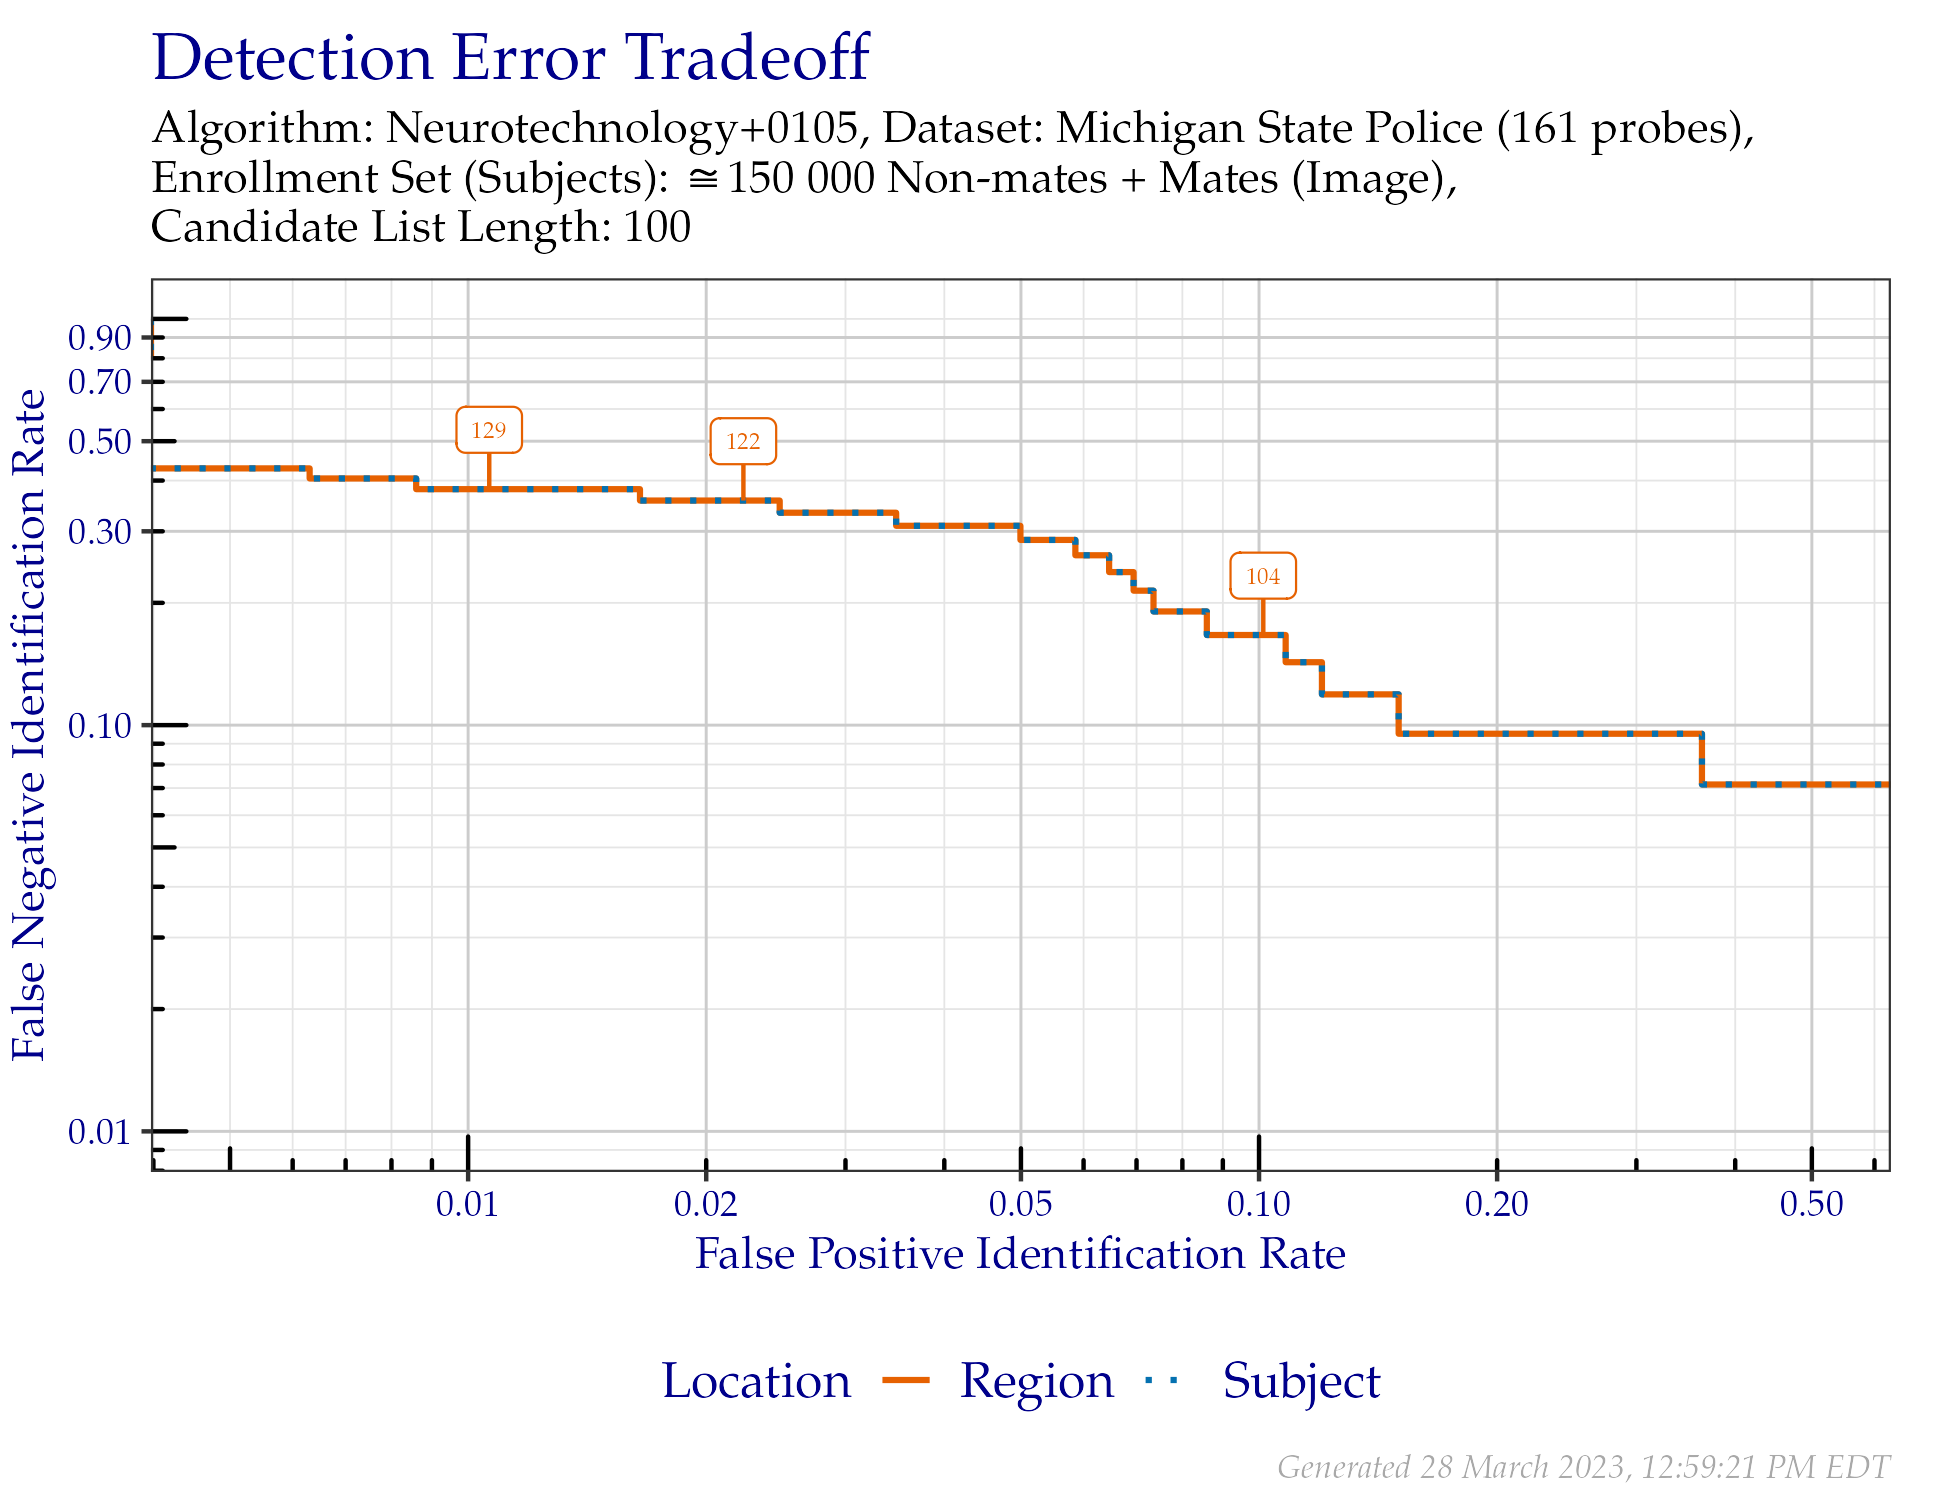 Detection Error Tradeoff
Algorithm: Neurotechnology+0105, Dataset: Michigan State Police (161 probes),
Enrollment Set (Subjects): ≅ 150 000 Non-mates + Mates (Image),
Candidate List Length: 100
False Negative Identification Rate
0.90
0.70
0.50
0.30
0.10
0.01
129
122
104
0.01 0.02 0.05 0.10 0.20 0.50
False Positive Identification Rate
Location Region Subject
Generated 28 March 2023, 12:59:21 PM EDT